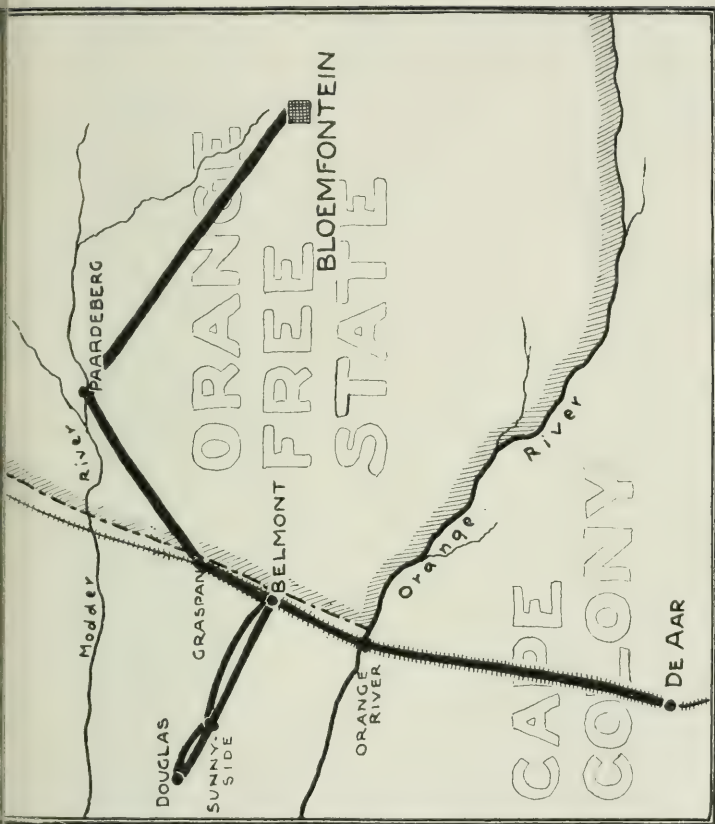 Modder River
PAARDEBERG
DOUGLAS
SUNNY-
SIDE
GRASPAN
BELMONT
ORANGE
FREE
STATE
BLOEMFONTEIN
ORANGE
RIVER
Orange River
CAPE
COLONY
DE AAR